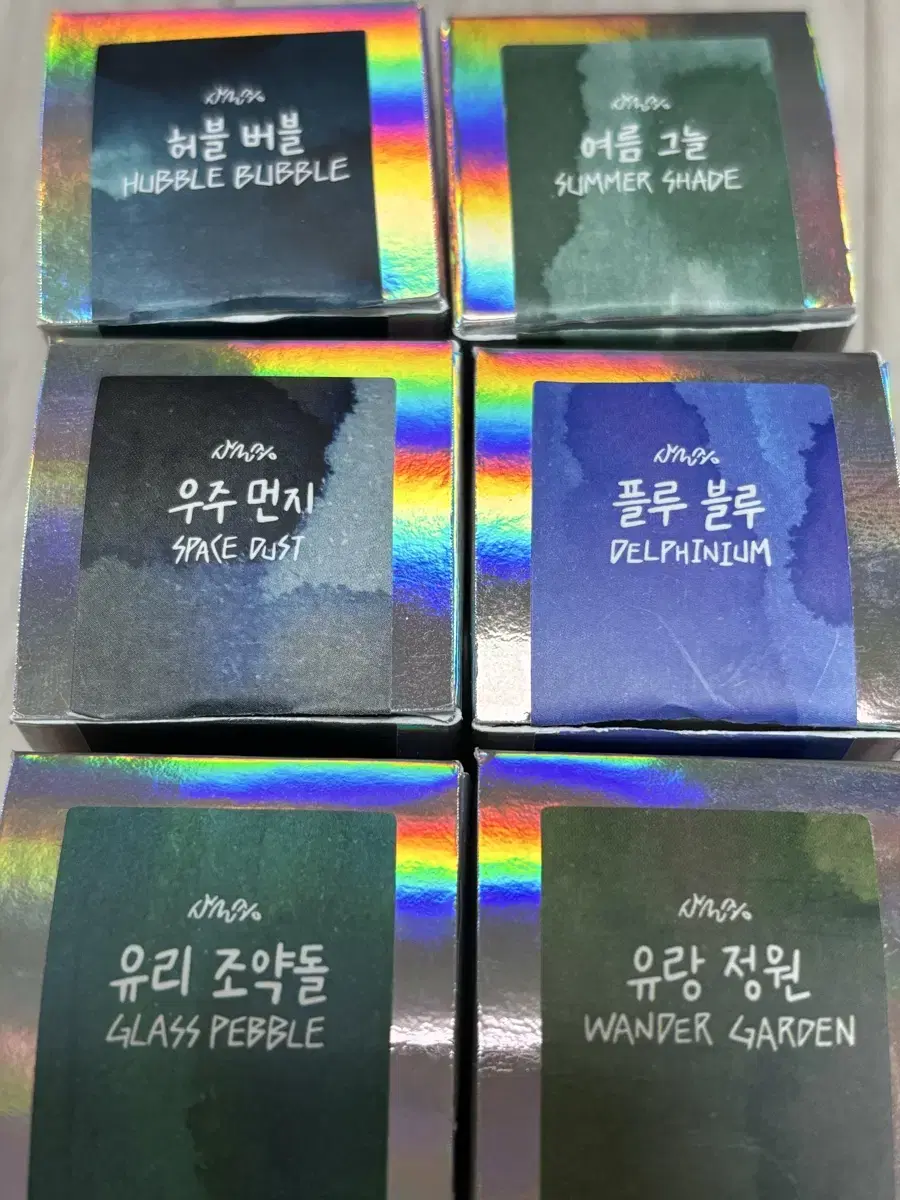 허블 버블
HUBBLE BUBBLE
여름 그늘
SUMMER SHADE
우주 먼지
SPACE DUST
플루 블루
DELPHINIUM
유리 조약돌
GLASS PEBBLE
유랑 정원
WANDER GARDEN